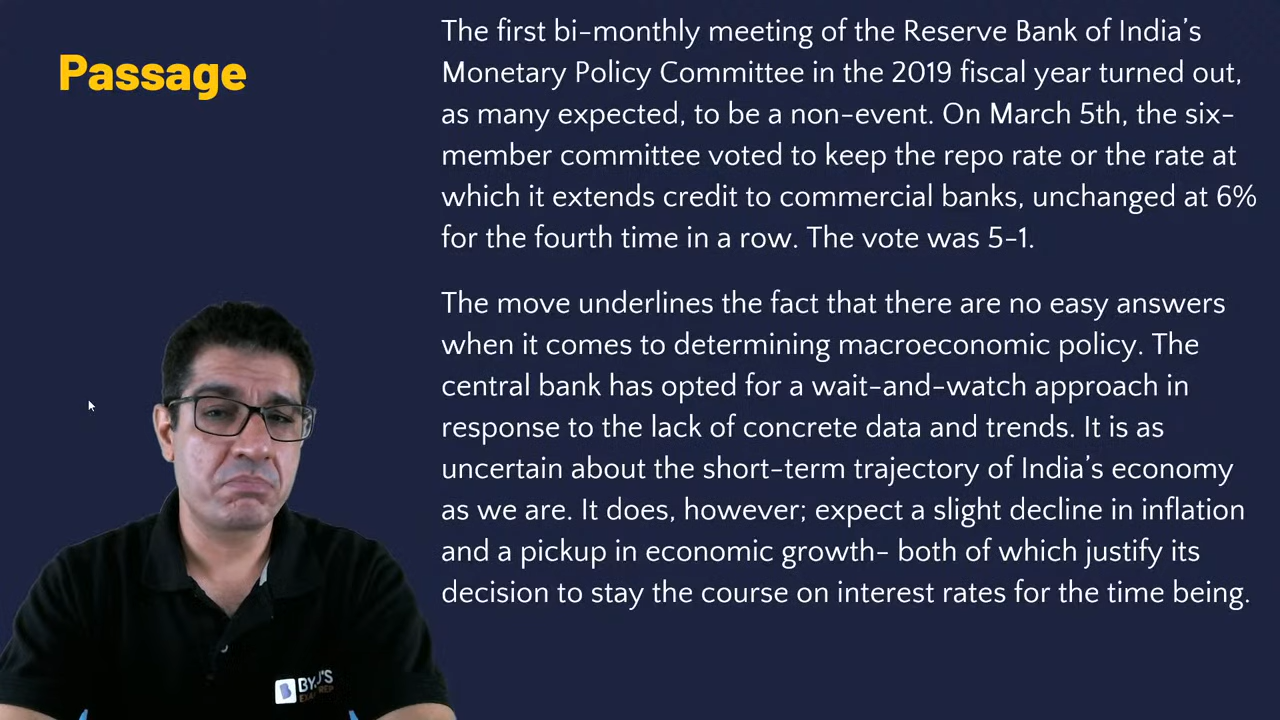 Passage
The first bi-monthly meeting of the Reserve Bank of India's
Monetary Policy Committee in the 2019 fiscal year turned out,
as many expected, to be a non-event. On March 5th, the six-
member committee voted to keep the repo rate or the rate at
which it extends credit to commercial banks, unchanged at 6%
for the fourth time in a row. The vote was 5-1.
The move underlines the fact that there are no easy answers
when it comes to determining macroeconomic policy. The
central bank has opted for a wait-and-watch approach in
response to the lack of concrete data and trends. It is as
uncertain about the short-term trajectory of India's economy
as we are. It does, however; expect a slight decline in inflation
and a pickup in economic growth- both of which justify its
decision to stay the course on interest rates for the time being.
BYJU'S